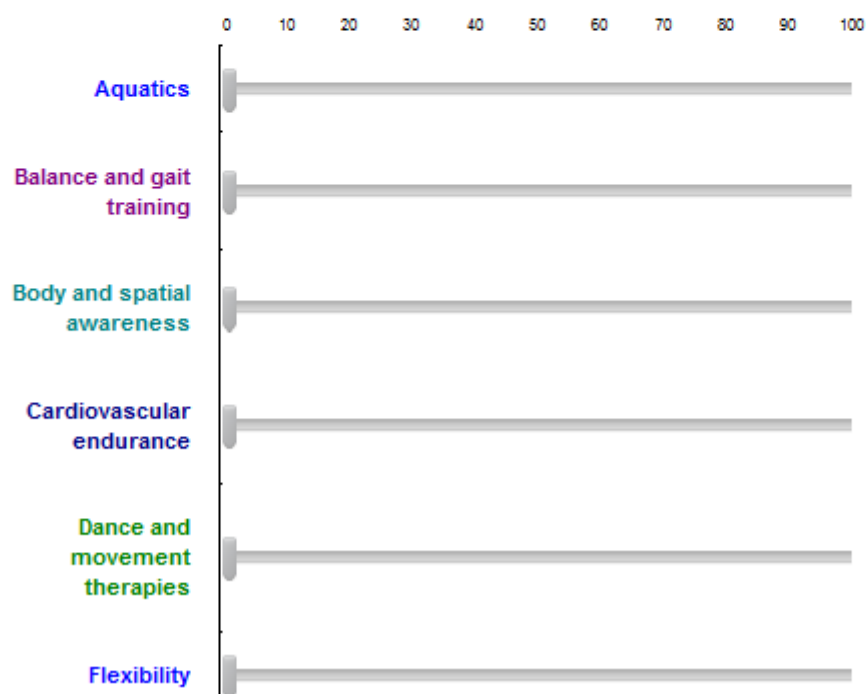 0 10 20 30 40 50 60 70 80 90 100
Aquatics
Balance and gait
training
Body and spatial
awareness
Cardiovascular
endurance
Dance and
movement
therapies
Flexibility